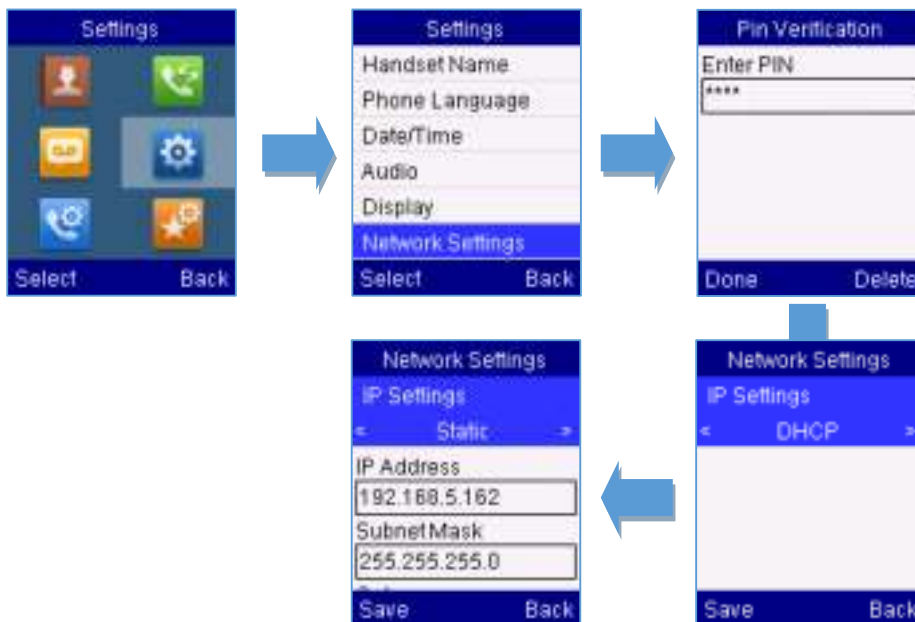 Settings
Select Back
Settings
Handset Name
Phone Language
Date/Time
Audio
Display
Network Settings
Select Back
Pin Verification
Enter PIN
****
Done Delete
Network Settings
IP Settings
< DHCP >
Save Back
Network Settings
IP Settings
< Static >
IP Address
192.168.5.162
Subnet Mask
255.255.255.0
Save Back